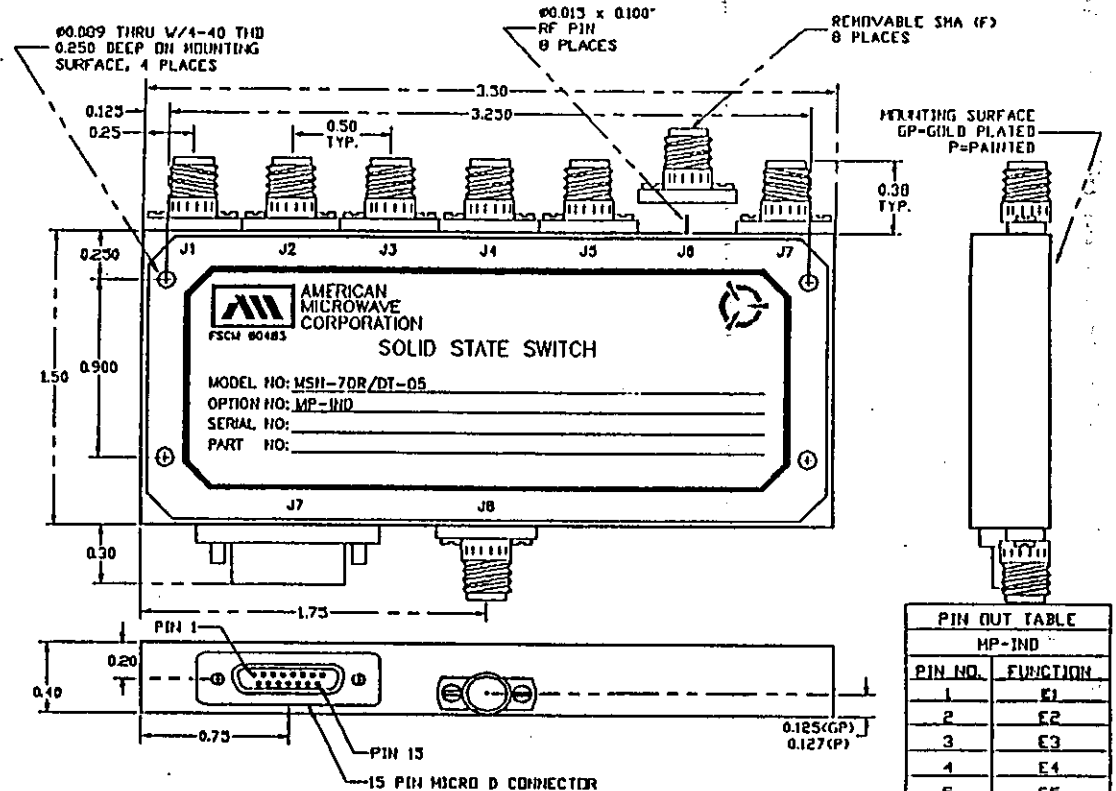 Ø0.089 THRU W/4-40 THD
0.250 DEEP ON MOUNTING
SURFACE, 4 PLACES
Ø0.015 x 0.100"
RF PIN
8 PLACES
REMOVABLE SMA (F)
8 PLACES
3.50
3.250
0.125
0.25
0.50
TYP.
MOUNTING SURFACE
GP=GOLD PLATED
P=PAINTED
0.38
TYP.
J1 J2 J3 J4 J5 J6 J7
0.250
0.900
1.50
AMERICAN
MICROWAVE
CORPORATION
FSCM 60483
SOLID STATE SWITCH
MODEL NO: MSN-7DR/DT-05
OPTION NO: MP-IND
SERIAL NO:
PART NO:
J7 J8
0.30
1.75
PIN 1
0.20
0.40
0.75
PIN 15
15 PIN MICRO D CONNECTOR
0.125(GP)
0.127(P)
PIN OUT TABLE
MP-IND
PIN NO. FUNCTION
1 E1
2 E2
3 E3
4 E4